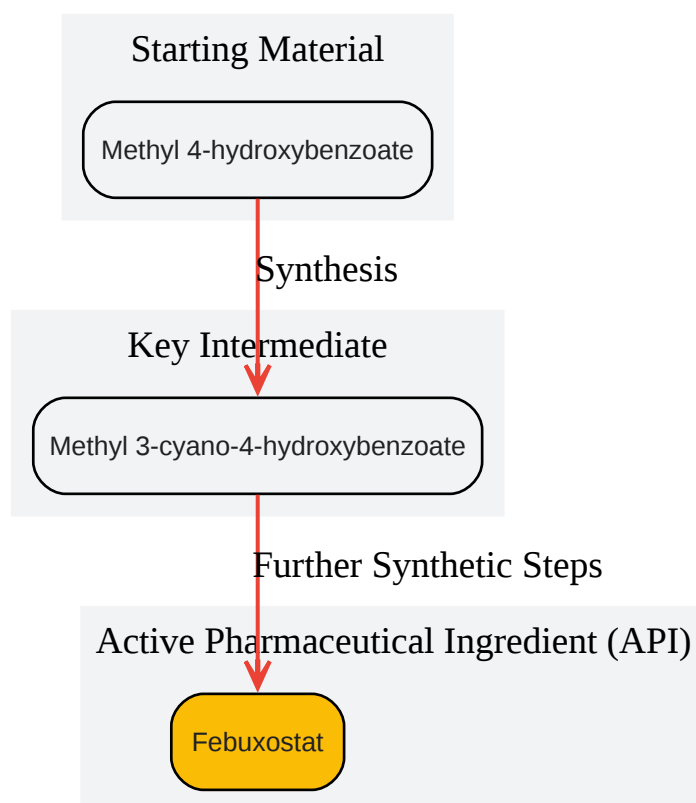 Starting Material
Methyl 4-hydroxybenzoate
Synthesis
Key Intermediate
Methyl 3-cyano-4-hydroxybenzoate
Further Synthetic Steps
Active Pharmaceutical Ingredient (API)
Febuxostat